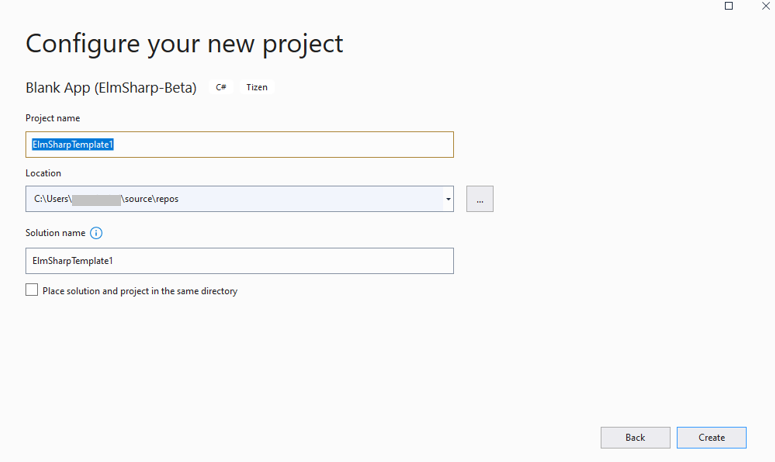 Configure your new project
Blank App (ElmSharp-Beta) C# Tizen
Project name
ElmSharpTemplate1
Location
C:\Users\ \source\repos
...
Solution name
ElmSharpTemplate1
Place solution and project in the same directory
Back Create